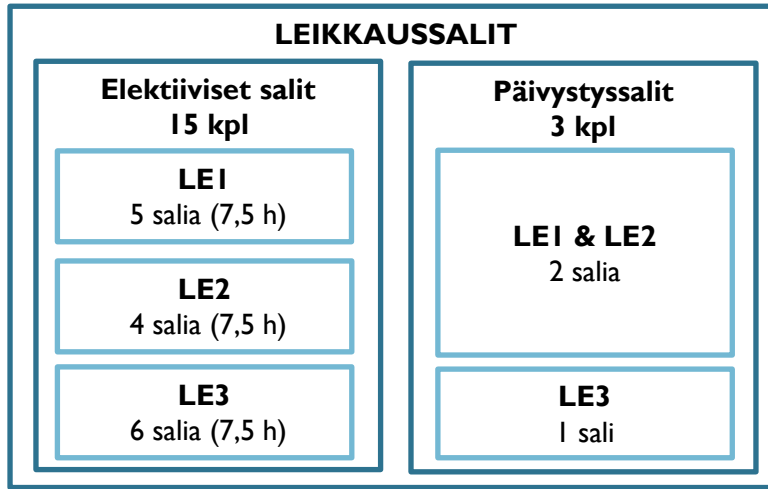 LEIKKAUSSALIT
Elektiiviset salit
15 kpl
LE1
5 salia (7,5 h)
LE2
4 salia (7,5 h)
LE3
6 salia (7,5 h)
Päivystyssalit
3 kpl
LE1 & LE2
2 salia
LE3
1 sali